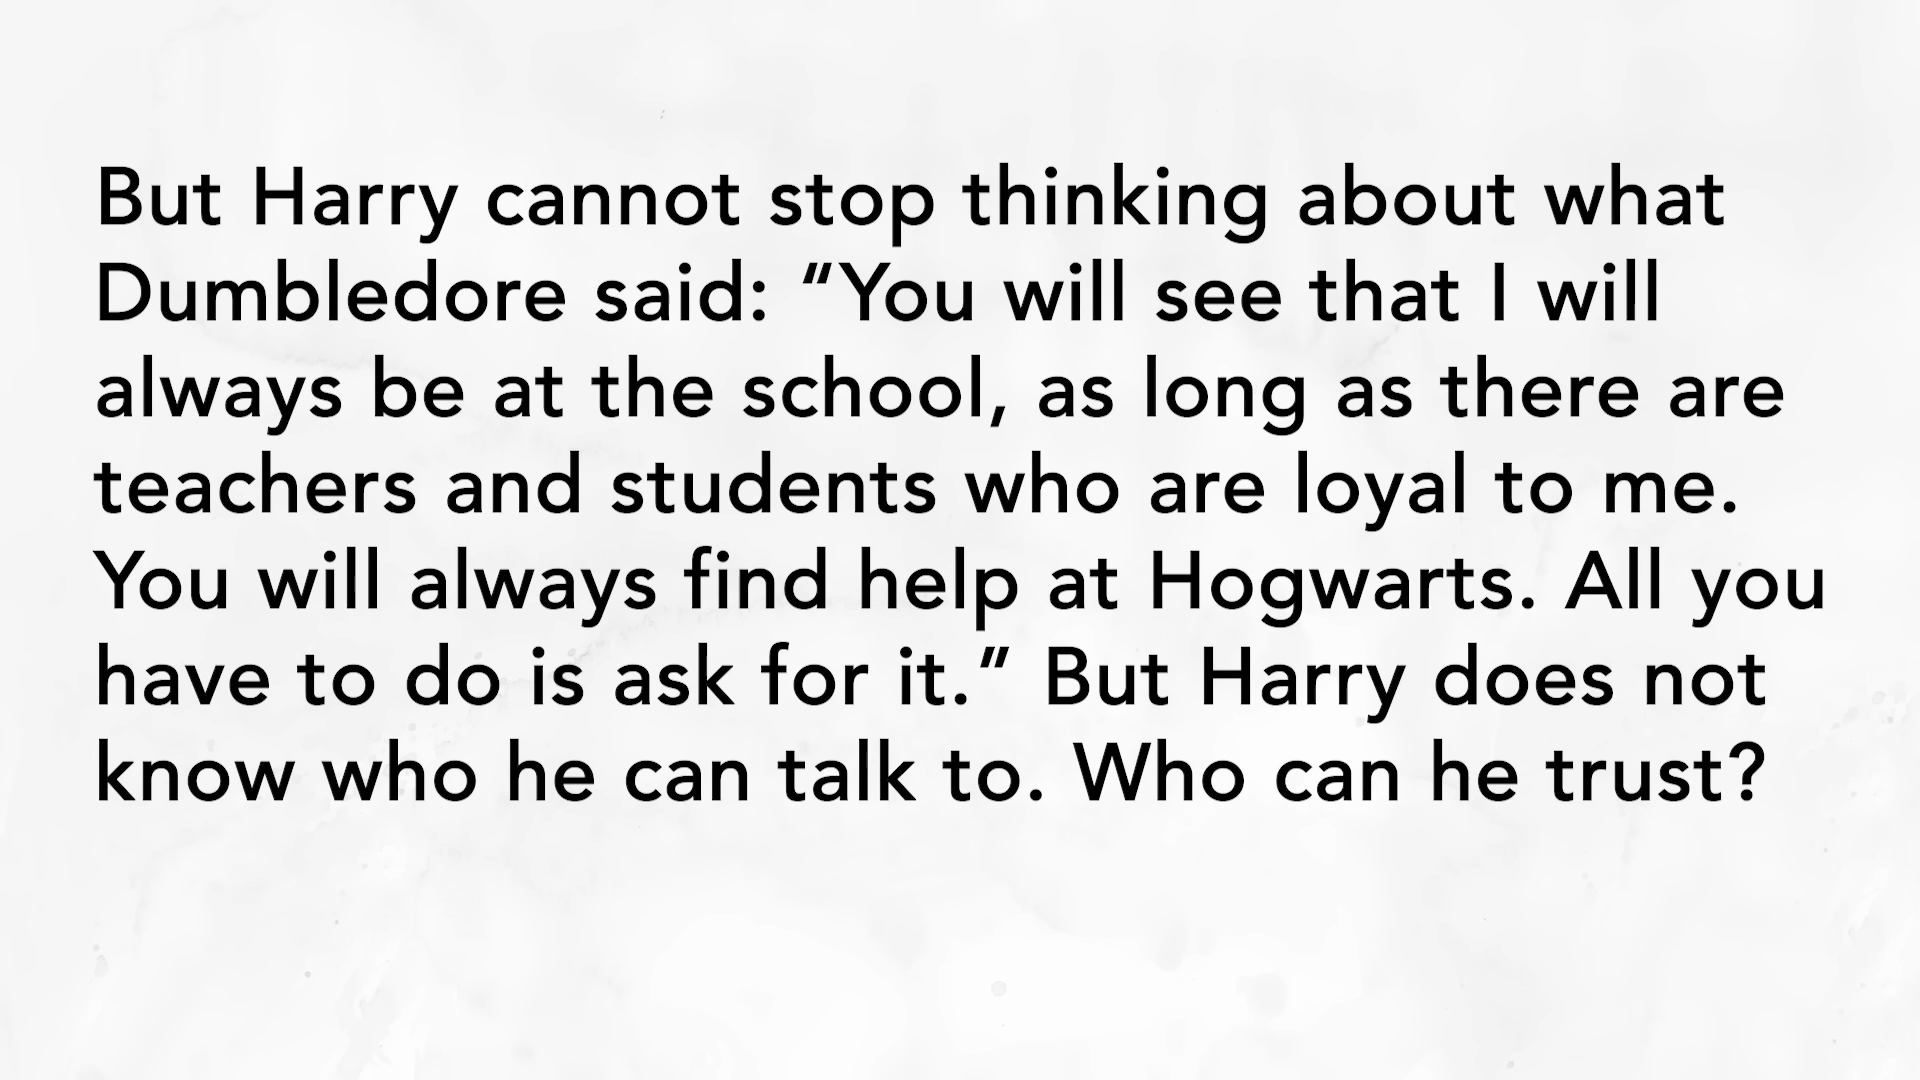 But Harry cannot stop thinking about what
Dumbledore said: “You will see that I will
always be at the school, as long as there are
teachers and students who are loyal to me.
You will always find help at Hogwarts. All you
have to do is ask for it.” But Harry does not
know who he can talk to. Who can he trust?